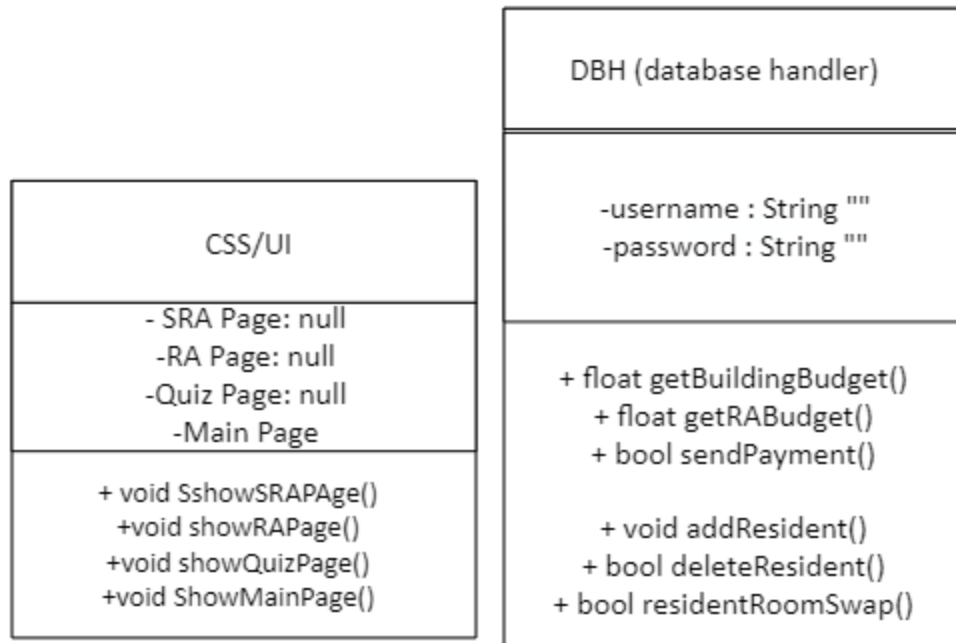 CSS/UI
- SRA Page: null
-RA Page: null
-Quiz Page: null
-Main Page
+ void SshowSRAPAge()
+void showRAPage()
+void showQuizPage()
+void ShowMainPage()
DBH (database handler)
-username : String ""
-password : String ""
+ float getBuildingBudget()
+ float getRABudget()
+ bool sendPayment()
+ void addResident()
+ bool deleteResident()
+ bool residentRoomSwap()